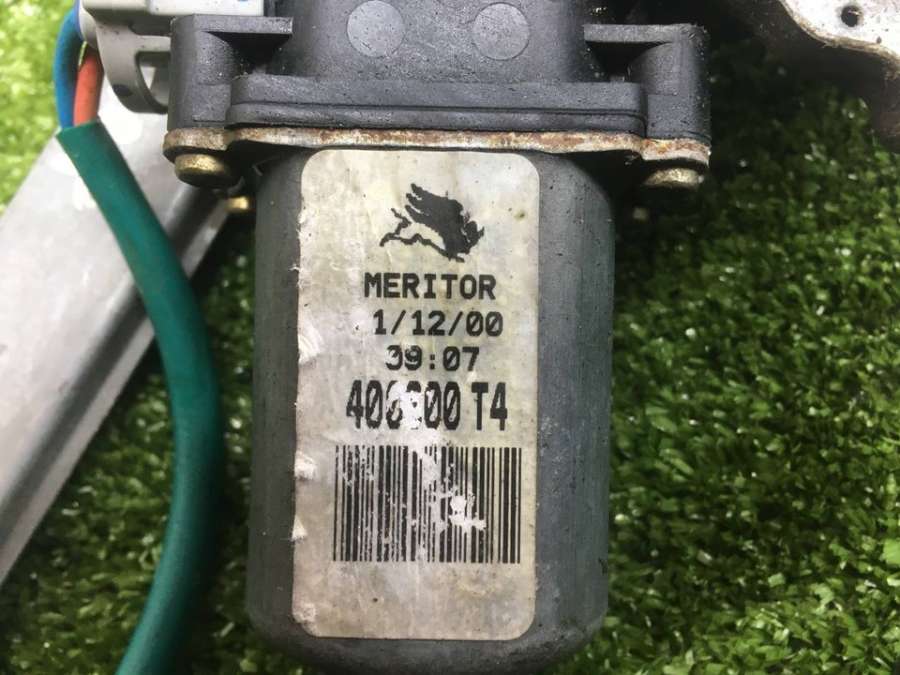 MERITOR
1/12/00
39:07
T4